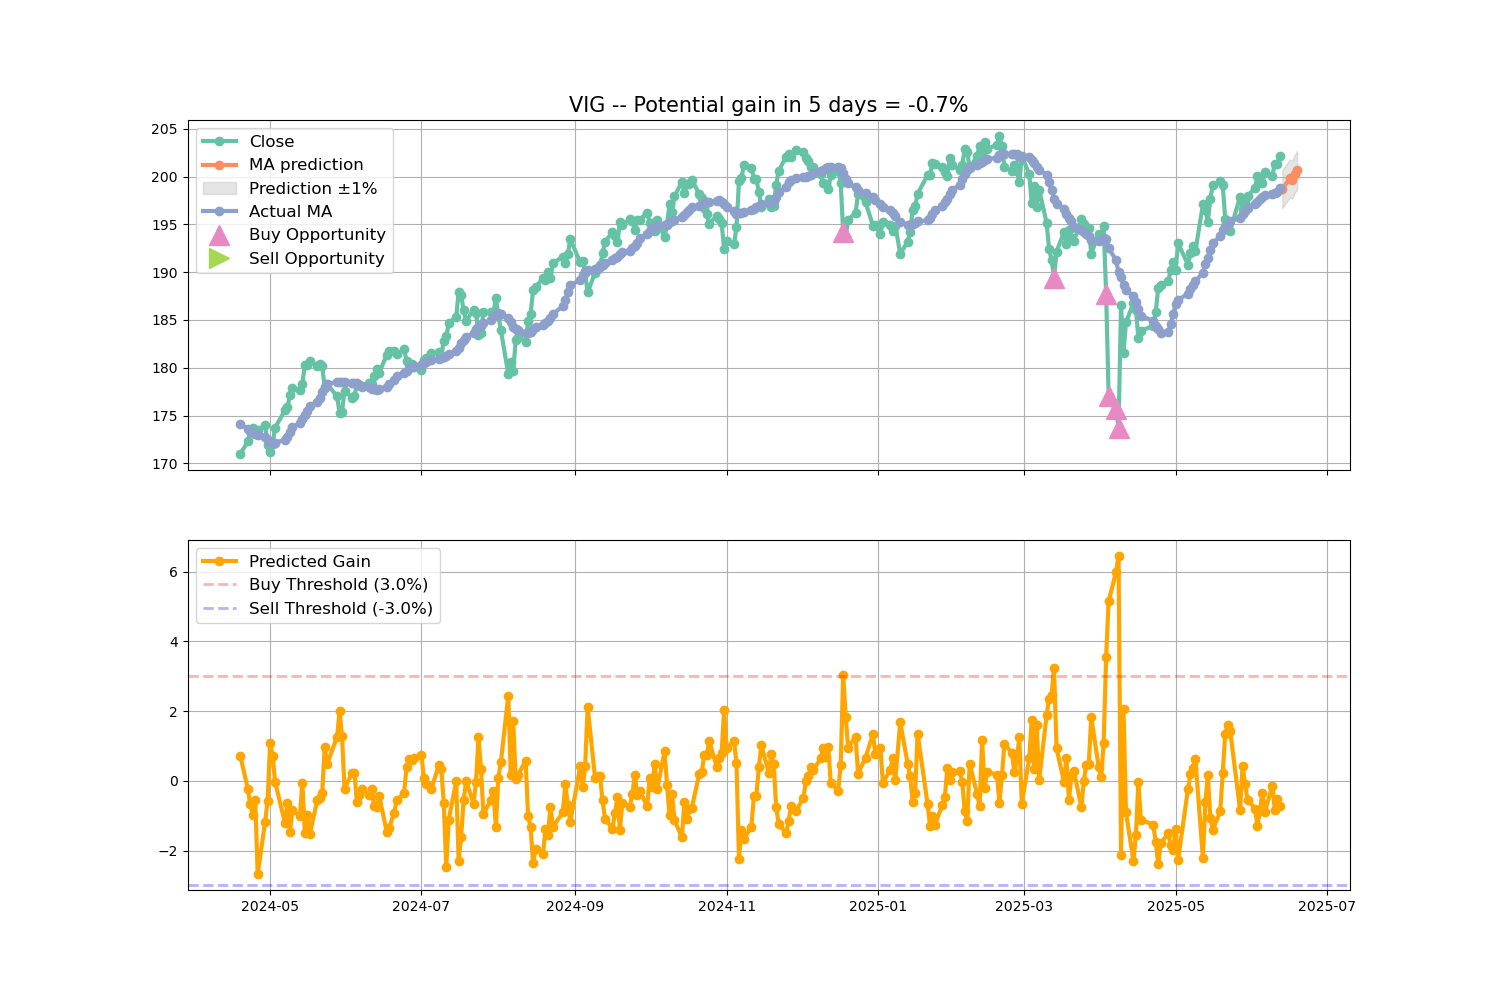 VIG -- Potential gain in 5 days = -0.7%
205
200
195
190
185
180
175
170
Close
MA prediction
Prediction ±1%
Actual MA
Buy Opportunity
Sell Opportunity
6
4
2
0
−2
Predicted Gain
Buy Threshold (3.0%)
Sell Threshold (-3.0%)
2024-05
2024-07
2024-09
2024-11
2025-01
2025-03
2025-05
2025-07